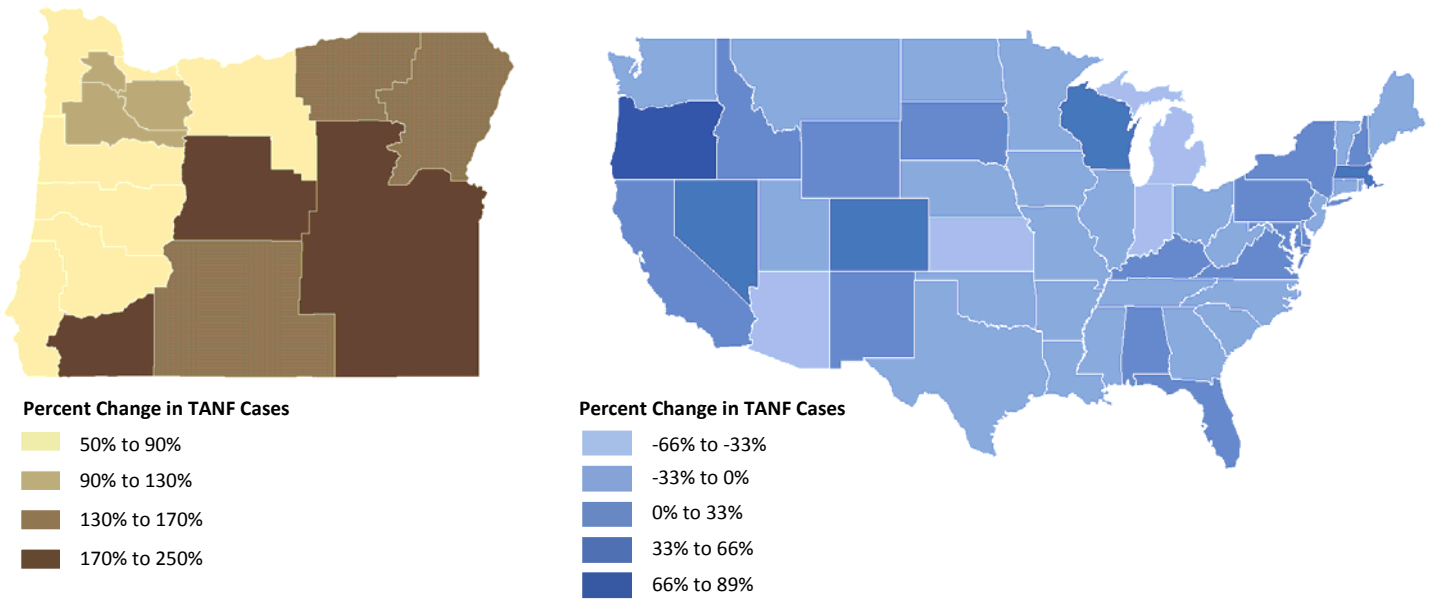 Percent Change in TANF Cases
50% to 90%
90% to 130%
130% to 170%
170% to 250%
Percent Change in TANF Cases
-66% to -33%
-33% to 0%
0% to 33%
33% to 66%
66% to 89%